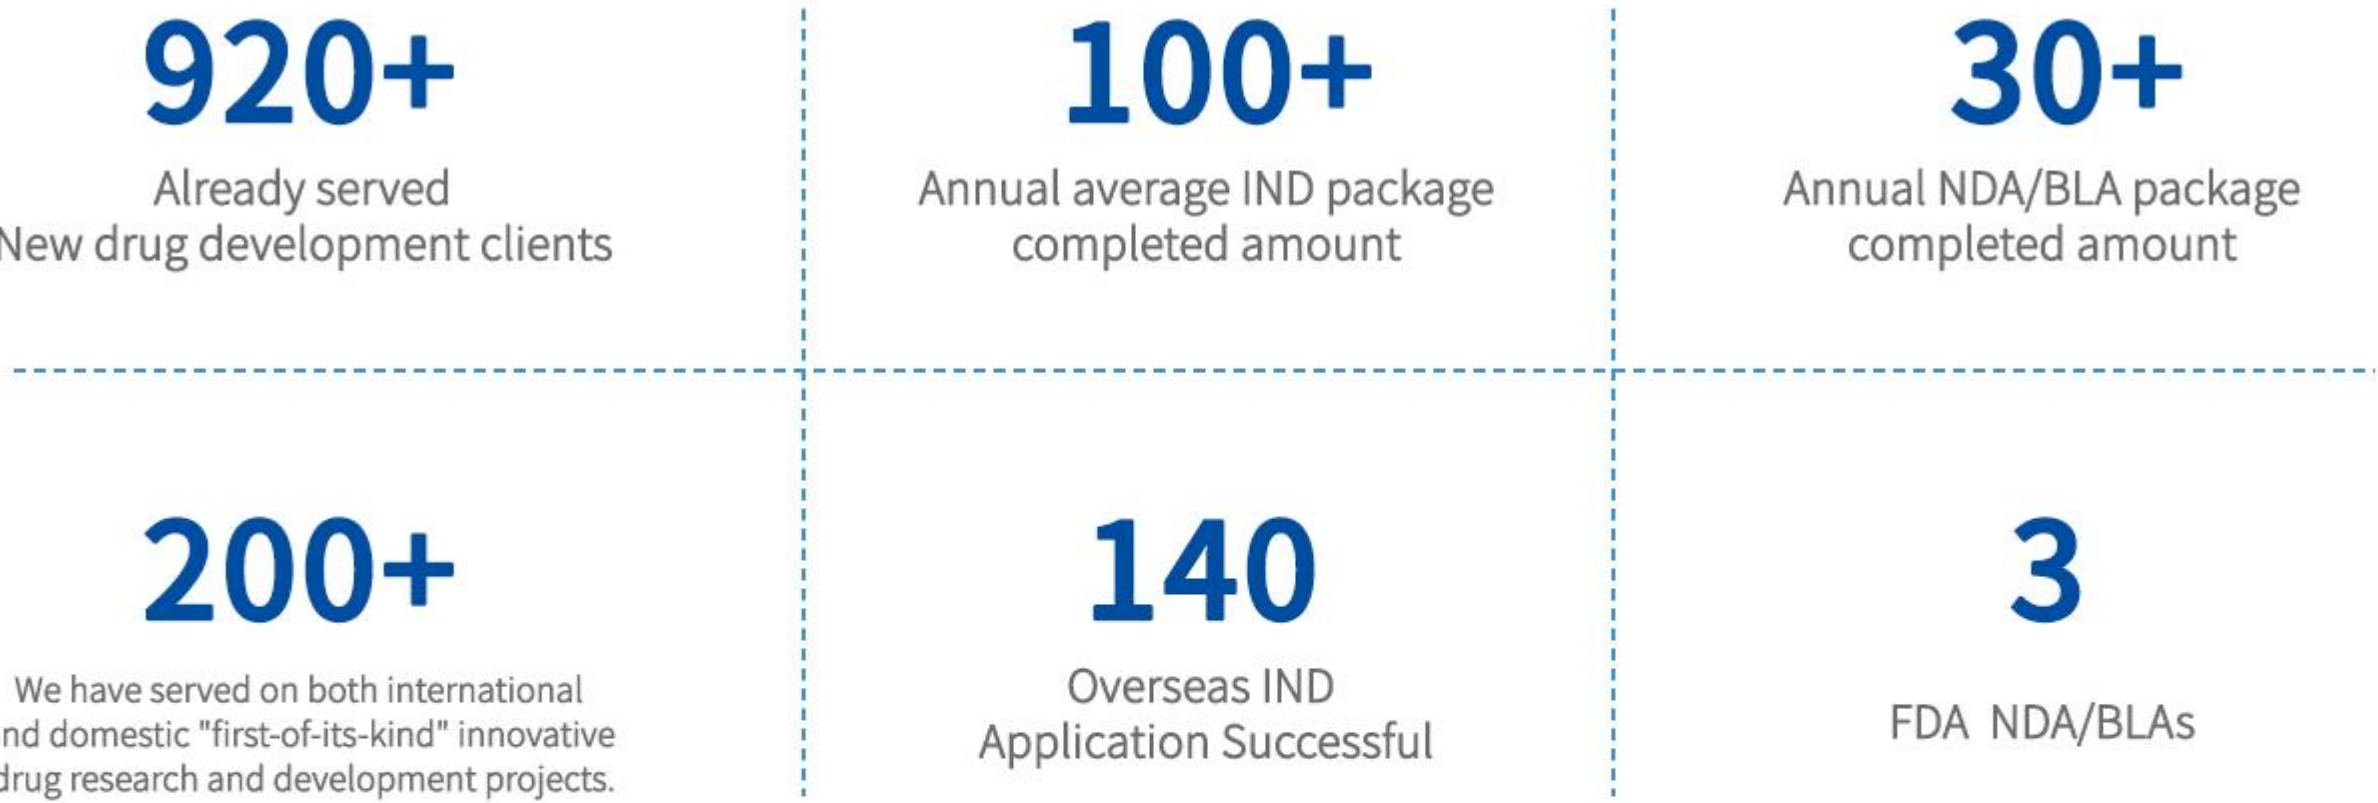 920+
Already served
New drug development clients
100+
Annual average IND package
completed amount
30+
Annual NDA/BLA package
completed amount
200+
We have served on both international
nd domestic "first-of-its-kind" innovative
drug research and development projects.
140
Overseas IND
Application Successful
3
FDA NDA/BLAs